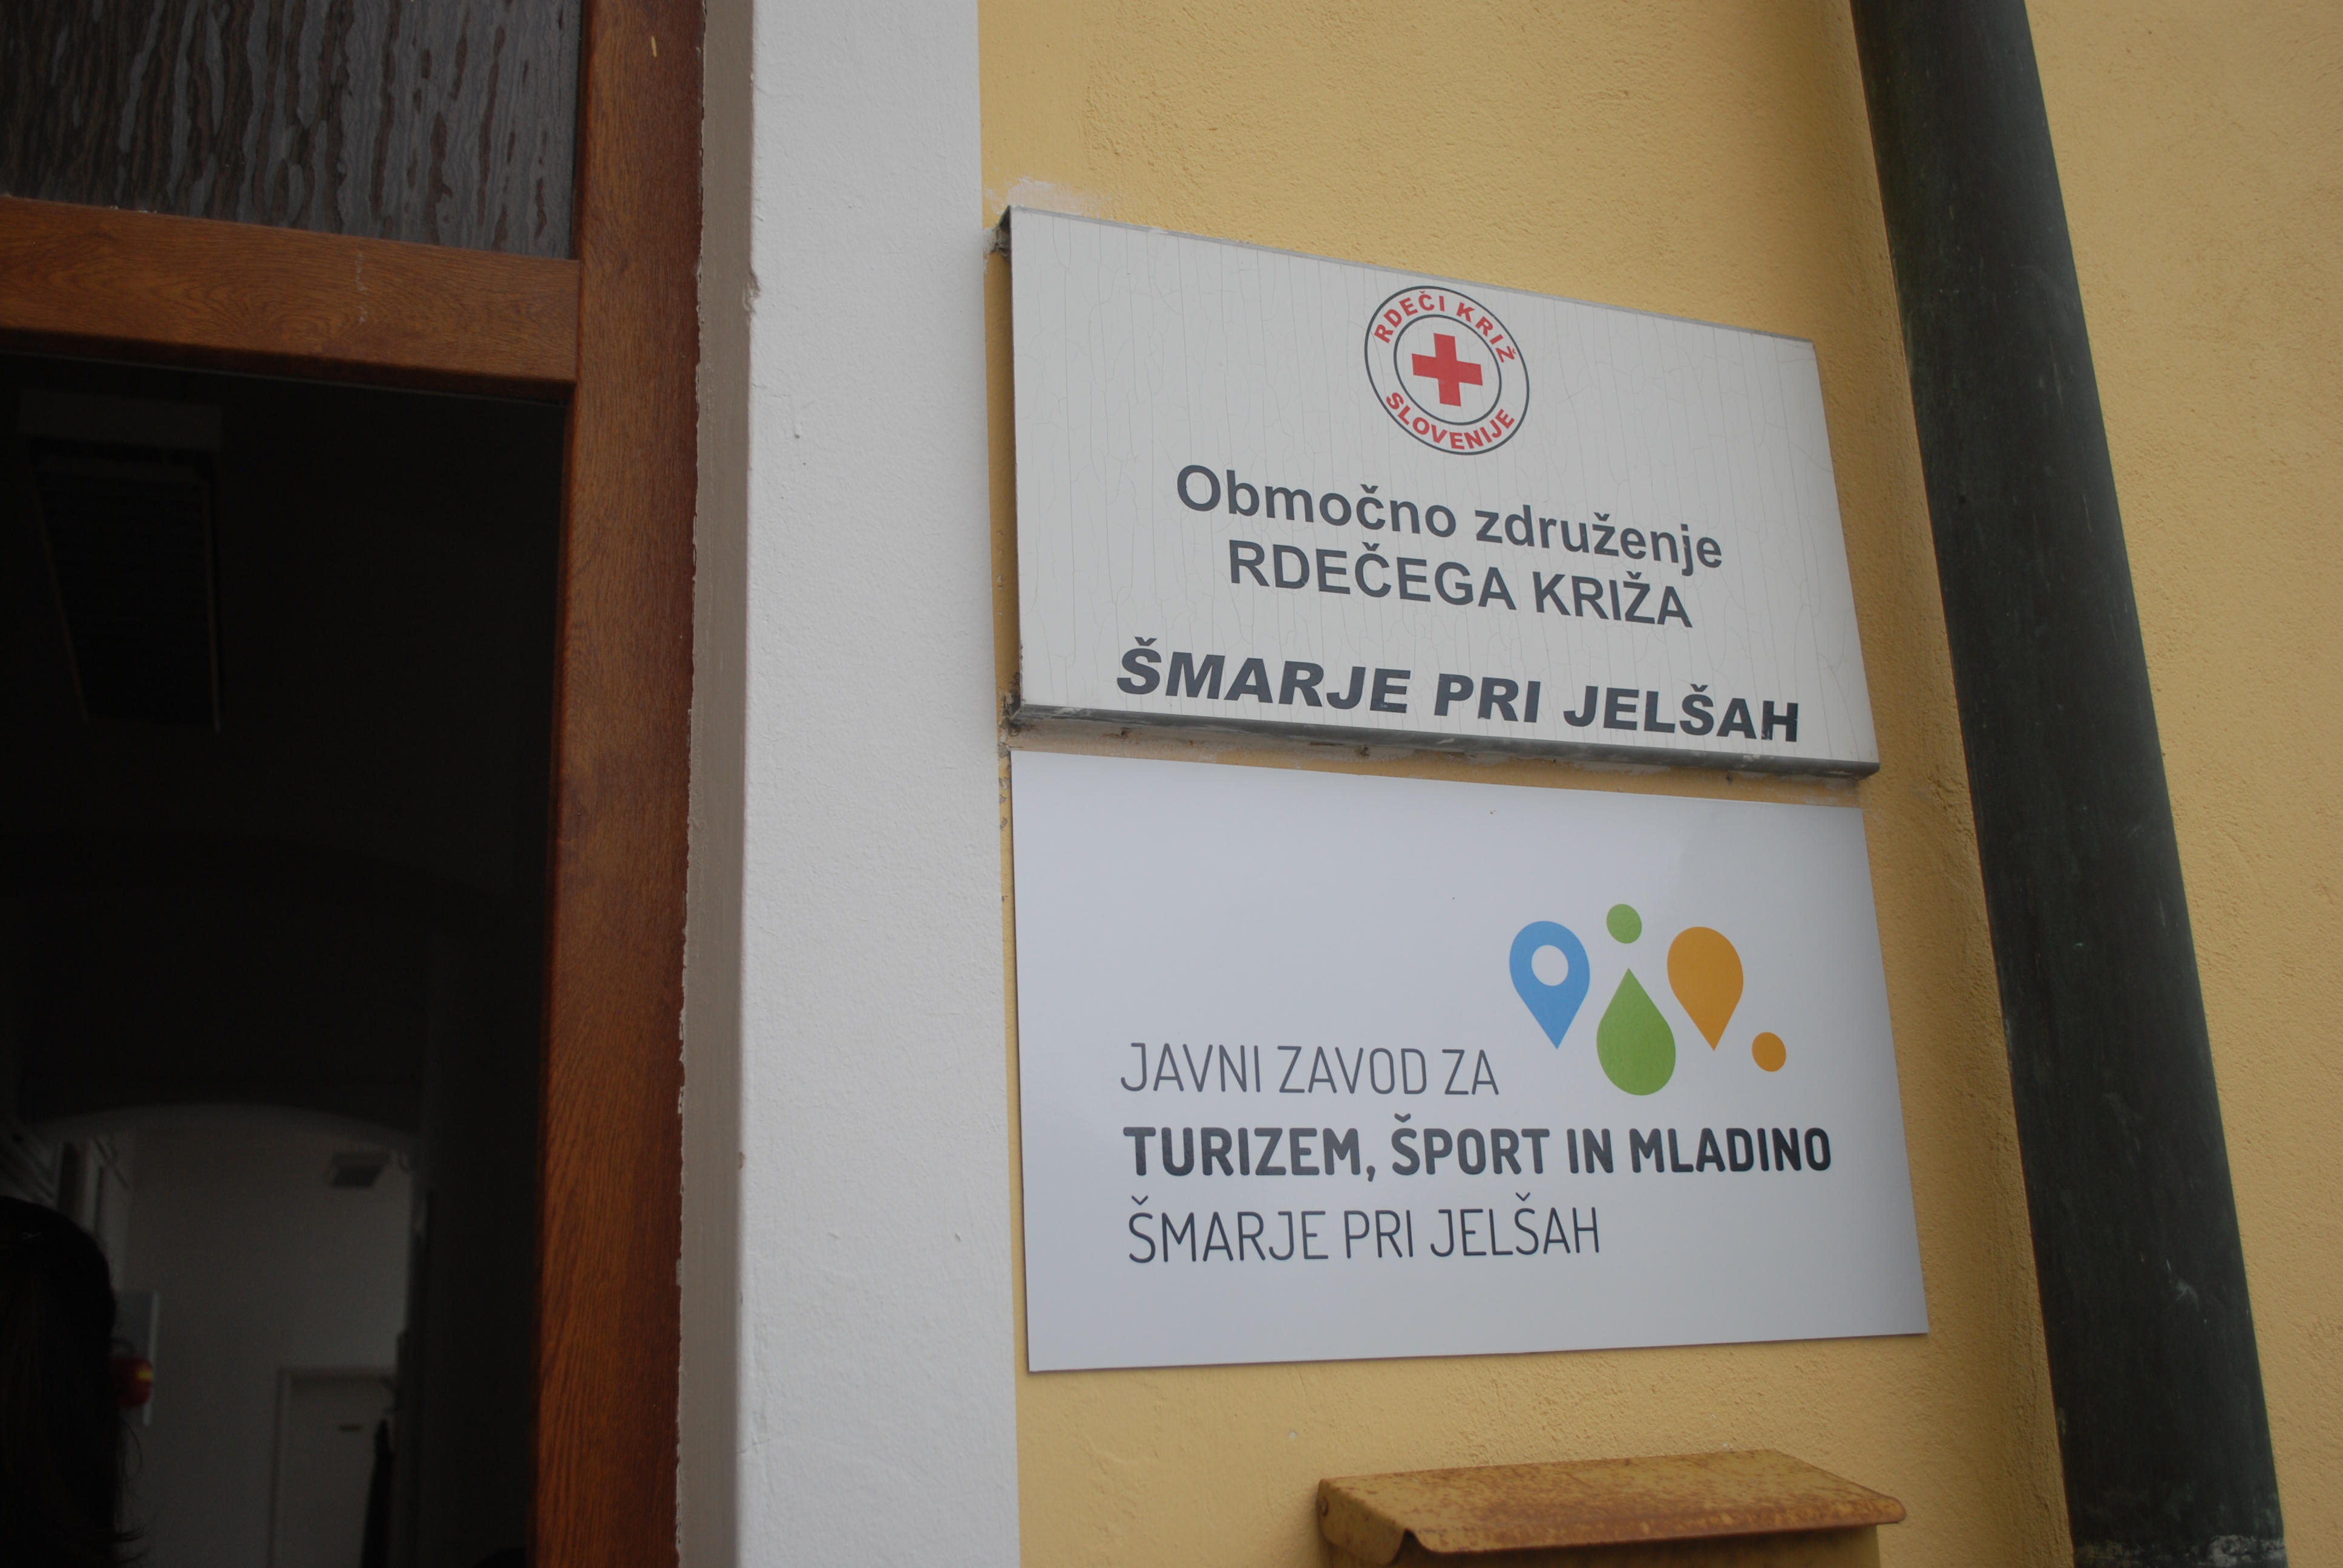 RDEČI KRIŽ
SLOVENIJE
Območno združenje
RDEČEGA KRIŽA
ŠMARJE PRI JELŠAH
JAVNI ZAVOD ZA
TURIZEM, ŠPORT IN MLADINO
ŠMARJE PRI JELŠAH